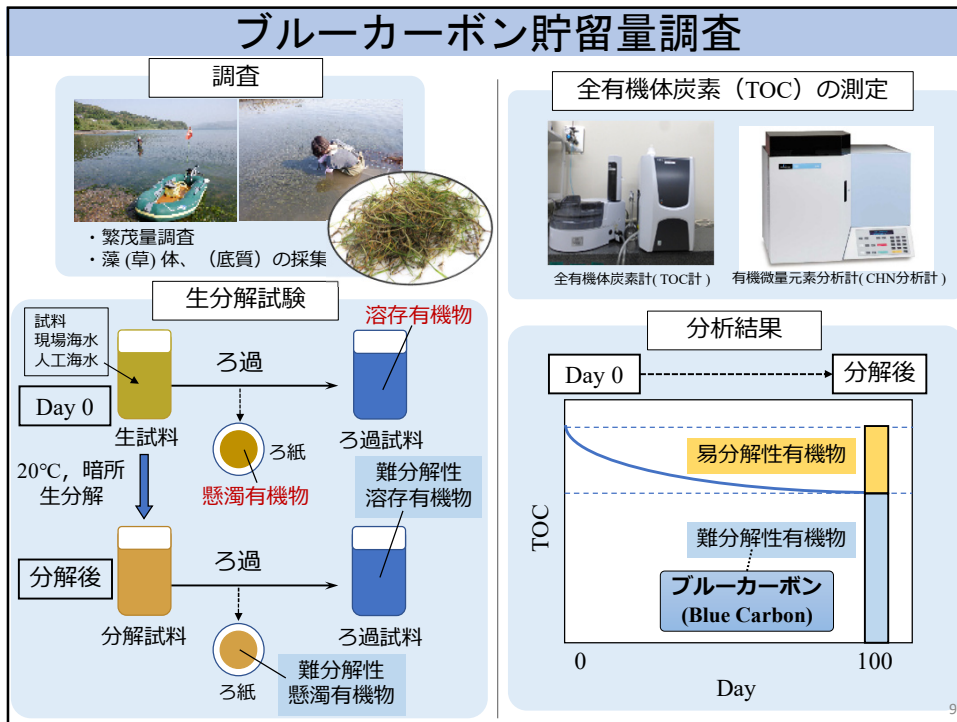 ブルーカーボン貯留量調査
調査
・繁茂量調査
・藻 (草) 体、（底質）の採集
生分解試験
試料
現場海水
人工海水
Day 0
生試料
ろ過
ろ紙
懸濁有機物
溶存有機物
ろ過試料
20℃，暗所
生分解
難分解性
溶存有機物
分解後
分解試料
ろ過
ろ紙
難分解性
懸濁有機物
ろ過試料
全有機体炭素（TOC）の測定
全有機体炭素計( TOC計 )
有機微量元素分析計( CHN分析計 )
分析結果
Day 0
分解後
TOC
易分解性有機物
難分解性有機物
ブルーカーボン
(Blue Carbon)
0
100
Day
9